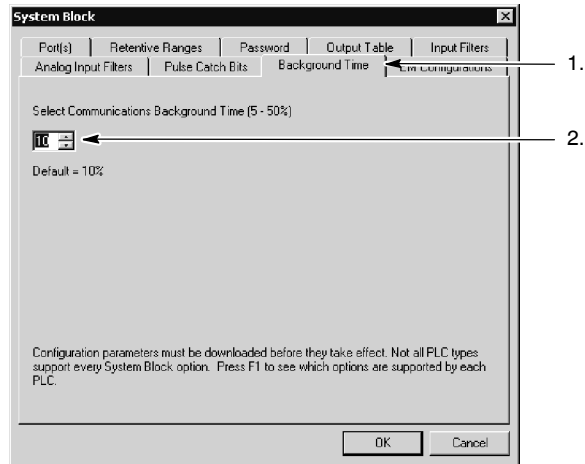 System Block
Port(s) Retentive Ranges Password Output Table Input Filters
Analog Input Filters Pulse Catch Bits Background Time EM Configurations
1.
Select Communications Background Time (5 - 50%)
10
2.
Default = 10%
Configuration parameters must be downloaded before they take effect. Not all PLC types
support every System Block option. Press F1 to see which options are supported by each
PLC.
OK Cancel